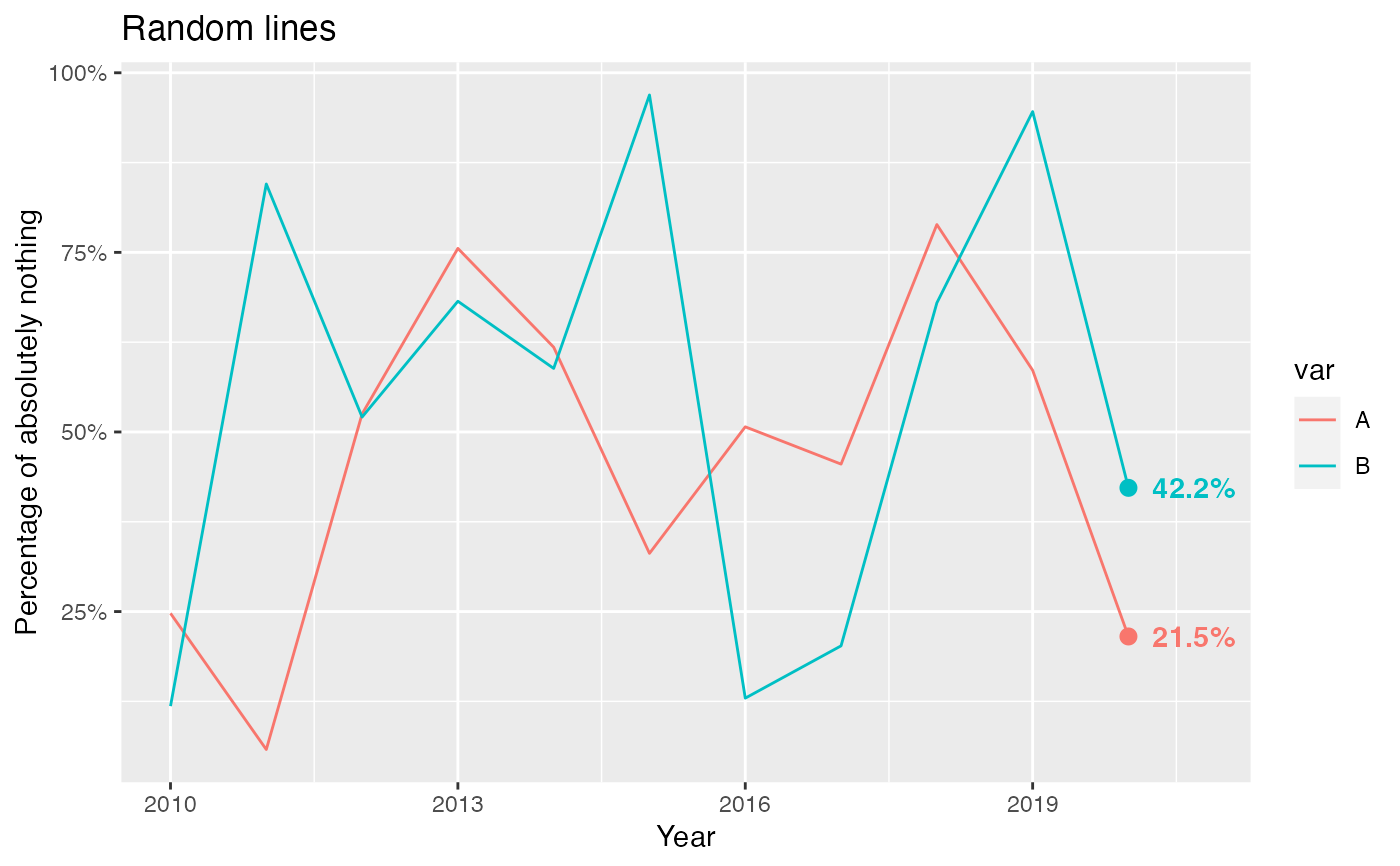 Random lines
Percentage of absolutely nothing
100%
75%
50%
25%
42.2%
21.5%
2010
2013
2016
2019
Year
var
A
B